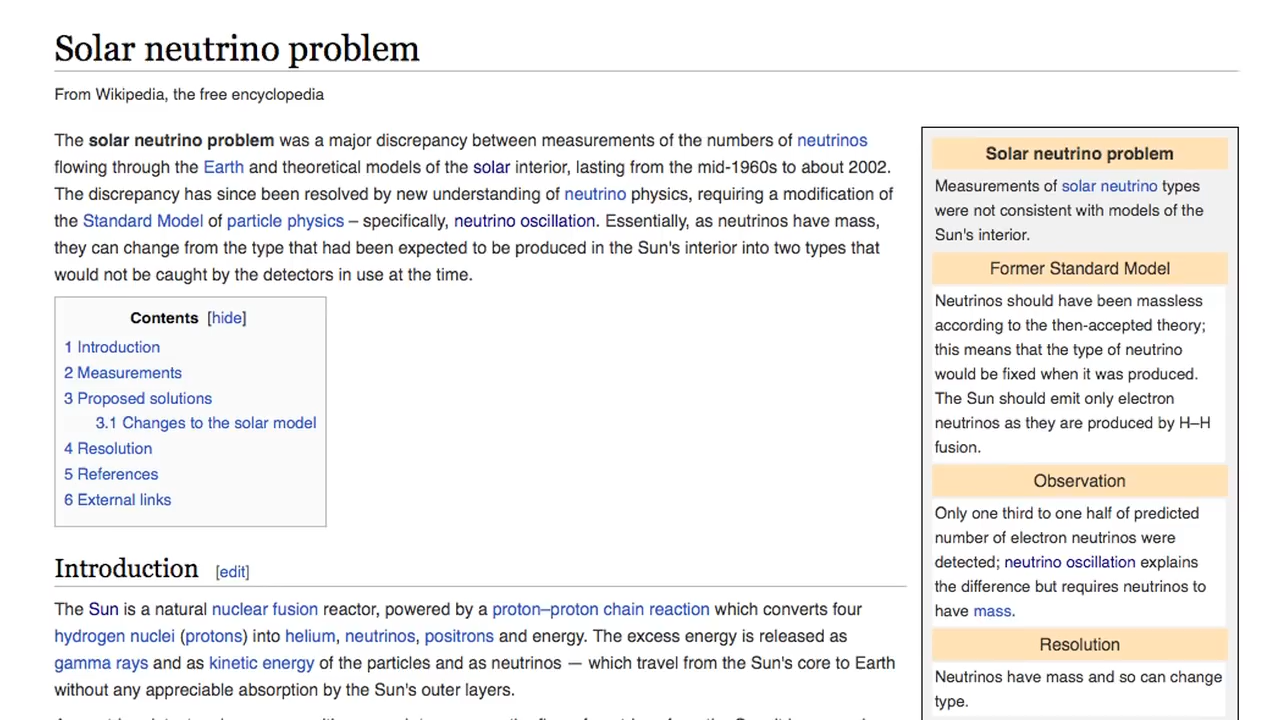 Solar neutrino problem
From Wikipedia, the free encyclopedia
The solar neutrino problem was a major discrepancy between measurements of the numbers of neutrinos
flowing through the Earth and theoretical models of the solar interior, lasting from the mid-1960s to about 2002.
The discrepancy has since been resolved by new understanding of neutrino physics, requiring a modification of
the Standard Model of particle physics – specifically, neutrino oscillation. Essentially, as neutrinos have mass,
they can change from the type that had been expected to be produced in the Sun's interior into two types that
would not be caught by the detectors in use at the time.
Contents [hide]
1 Introduction
2 Measurements
3 Proposed solutions
3.1 Changes to the solar model
4 Resolution
5 References
6 External links
Introduction [edit]
The Sun is a natural nuclear fusion reactor, powered by a proton–proton chain reaction which converts four
hydrogen nuclei (protons) into helium, neutrinos, positrons and energy. The excess energy is released as
gamma rays and as kinetic energy of the particles and as neutrinos — which travel from the Sun's core to Earth
without any appreciable absorption by the Sun's outer layers.
Solar neutrino problem
Measurements of solar neutrino types
were not consistent with models of the
Sun's interior.
Former Standard Model
Neutrinos should have been massless
according to the then-accepted theory;
this means that the type of neutrino
would be fixed when it was produced.
The Sun should emit only electron
neutrinos as they are produced by H–H
fusion.
Observation
Only one third to one half of predicted
number of electron neutrinos were
detected; neutrino oscillation explains
the difference but requires neutrinos to
have mass.
Resolution
Neutrinos have mass and so can change
type.